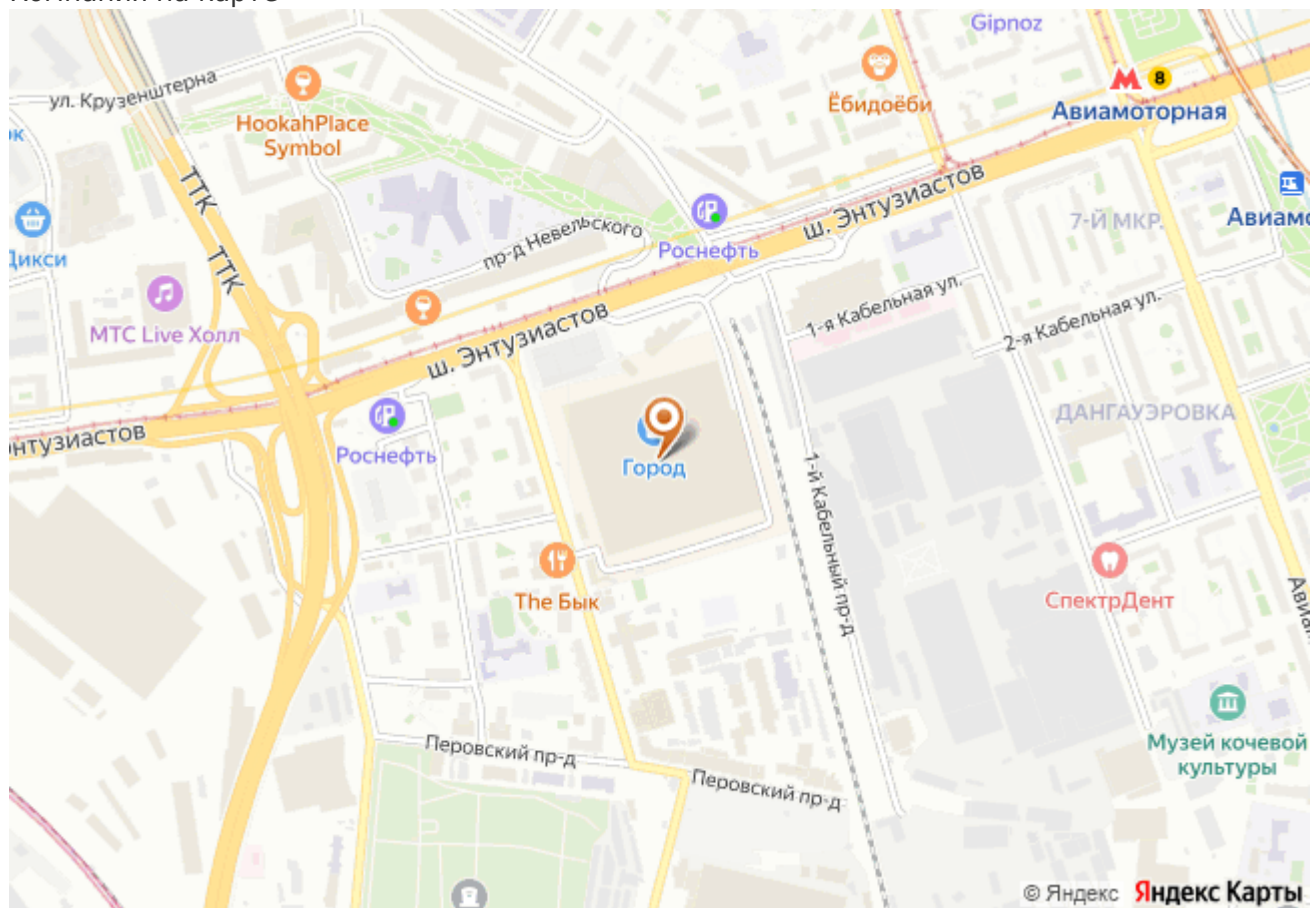 Gipnoz
8
Авиамоторная
Ёбидоёби
ул. Крузенштерна
HookahPlace
Symbol
ТТК
ш. Энтузиастов
7-Й МКР.
Авиамо
Роснефть
пр-д Невельского
Дикси
ТТК
МТС Live Холл
1-я Кабельная ул.
2-я Кабельная ул.
ш. Энтузиастов
ДАНГАУЭРОВКА
нтузиастов
Роснефть
Город
1-й Кабельный пр-д
The Бык
СпектрДент
Музей кочевой
культуры
Перовский пр-д
Перовский пр-д
© Яндекс Яндекс Карты